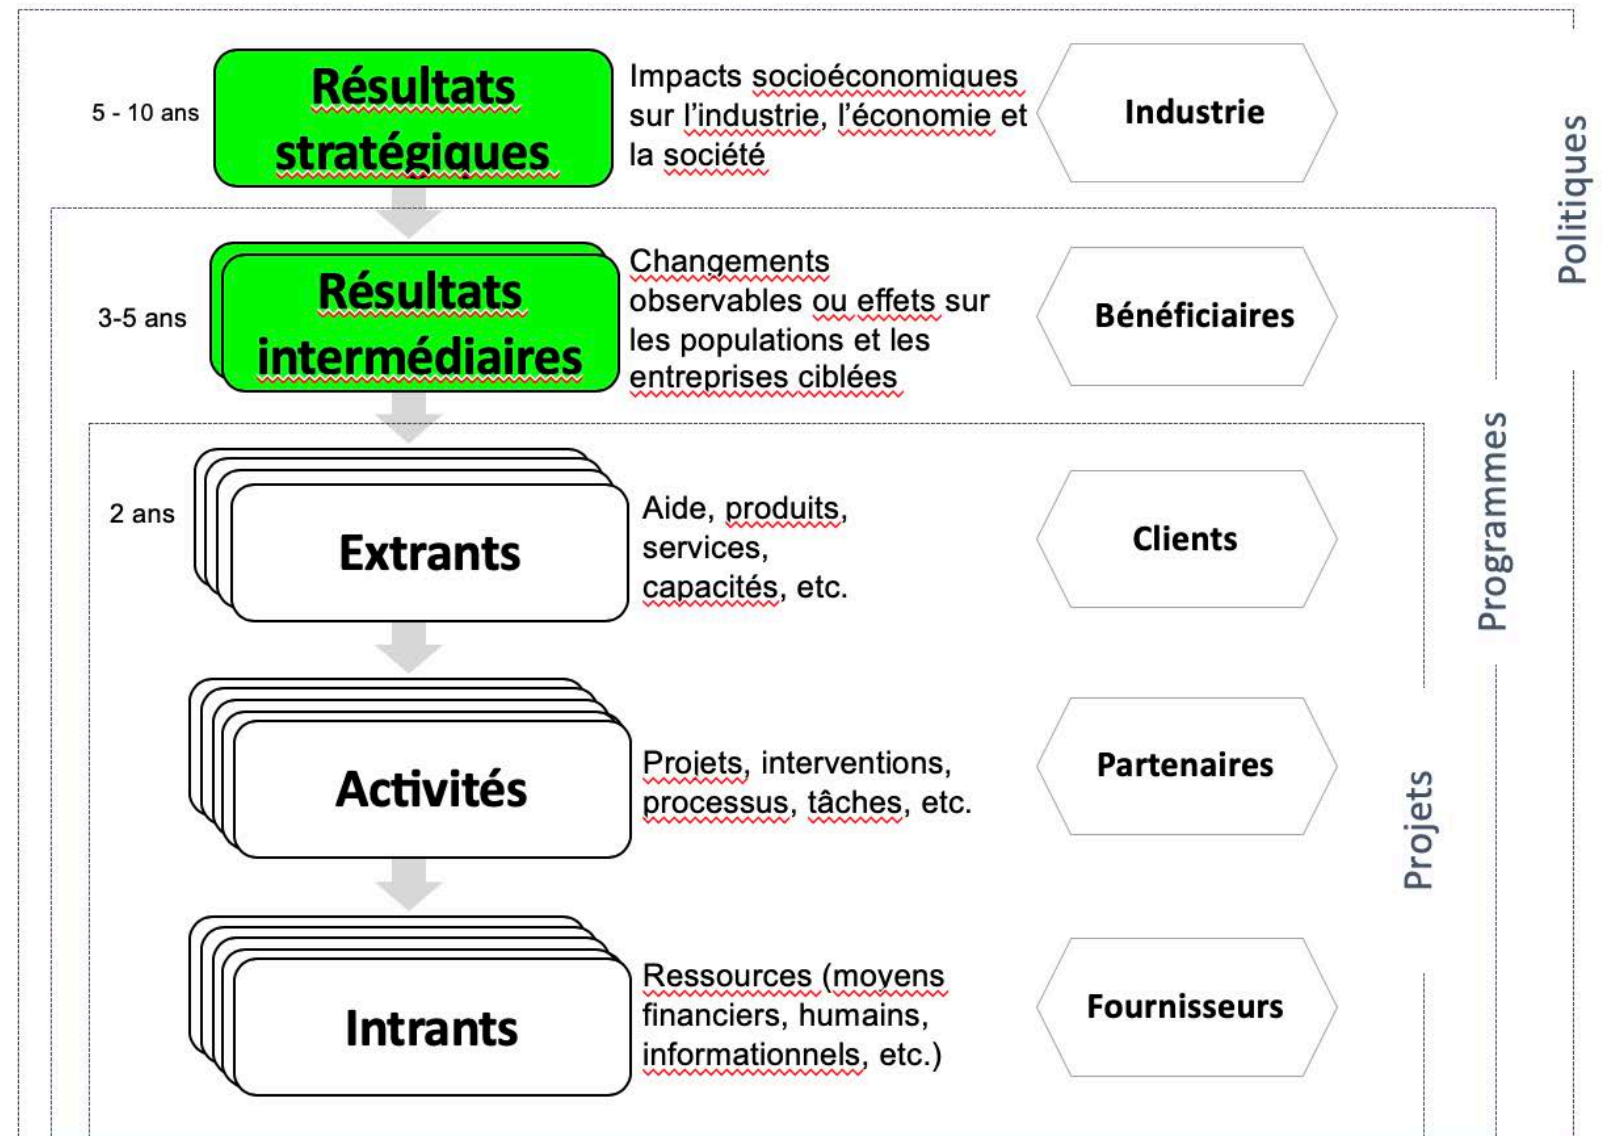 5 - 10 ans
Résultats
stratégiques
Impacts socioéconomiques
sur l'industrie, l'économie et
la société
Industrie
Politiques
3-5 ans
Résultats
intermédiaires
Changements
observables ou effets sur
les populations et les
entreprises ciblées
Bénéficiaires
Programmes
2 ans
Extrants
Aide, produits,
services,
capacités, etc.
Clients
Activités
Projets, interventions,
processus, tâches, etc.
Partenaires
Projets
Intrants
Ressources (moyens
financiers, humains,
informationnels, etc.)
Fournisseurs